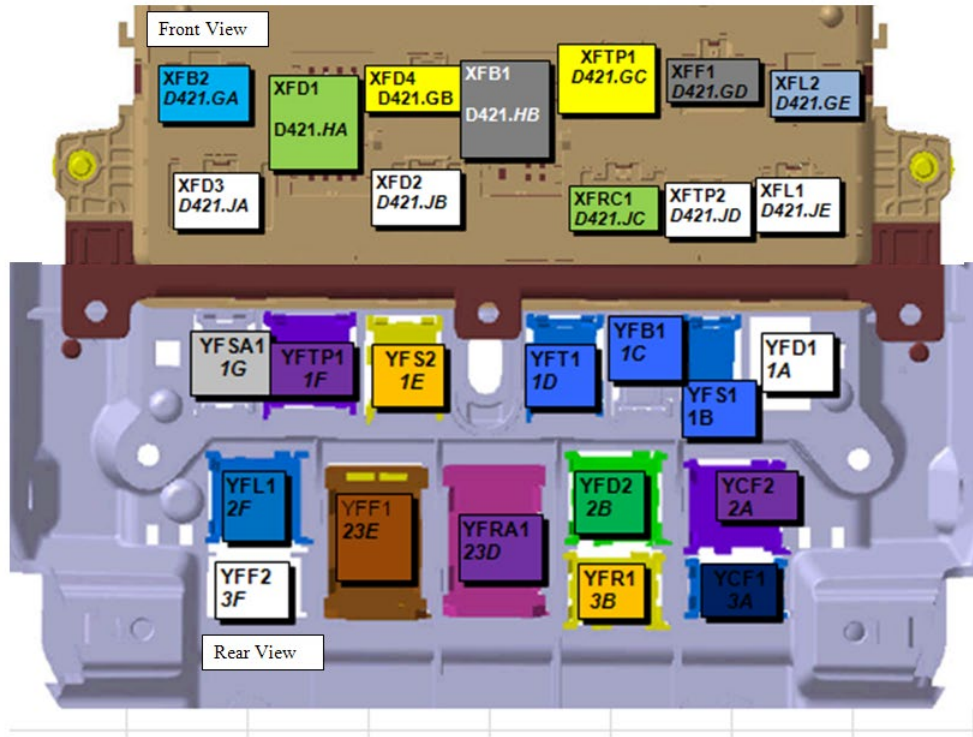 Front View
XFB2
D421.GA
XFD1
D421.HA
XFD4
D421.GB
XFB1
D421.HB
XFTP1
D421.GC
XFF1
D421.GD
XFL2
D421.GE
XFD3
D421.JA
XFD2
D421.JB
XFRC1
D421.JC
XFTP2
D421.JD
XFL1
D421.JE
YFSA1
1G
YFTP1
1F
YFS2
1E
YFT1
1D
YFB1
1C
YFS1
1B
YFD1
1A
YFL1
2F
YFF1
23E
YFRA1
23D
YFD2
2B
YCF2
2A
YFF2
3F
YFR1
3B
YCF1
3A
Rear View